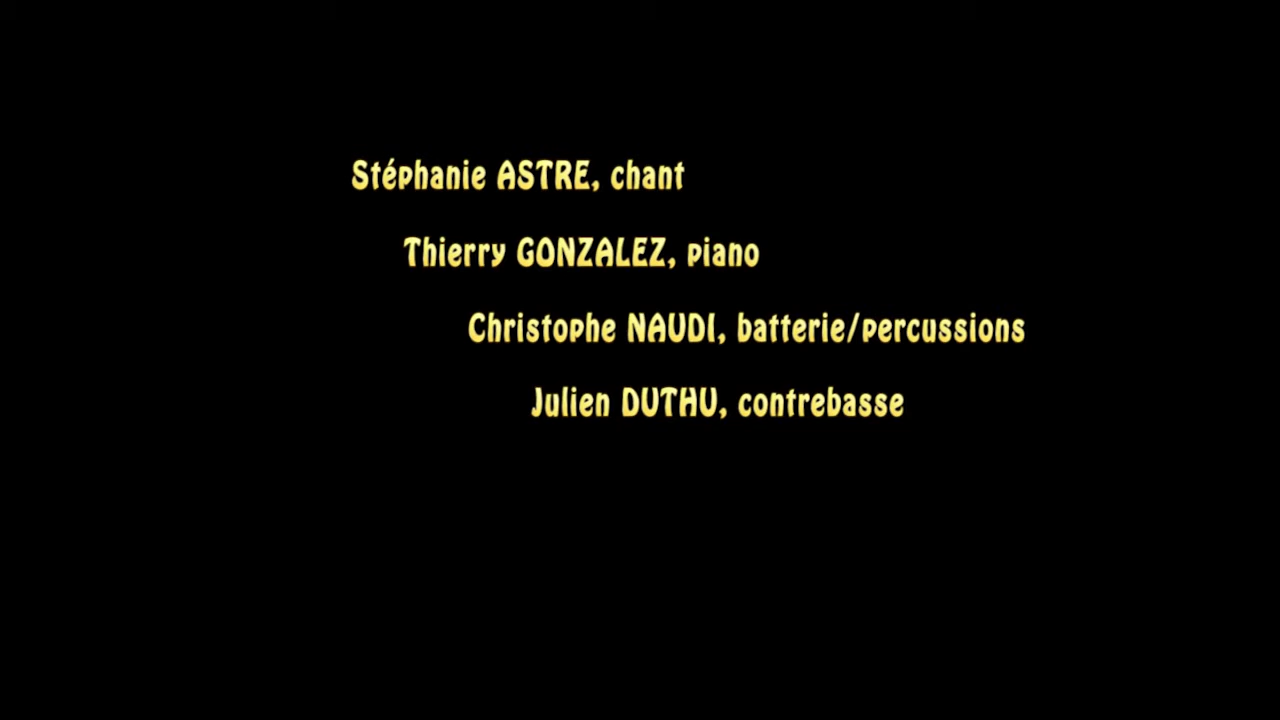 Stéphanie ASTRE, chant
Thierry GONZALEZ, piano
Christophe NAUDI, batterie/percussions
Julien DUTHU, contrebasse